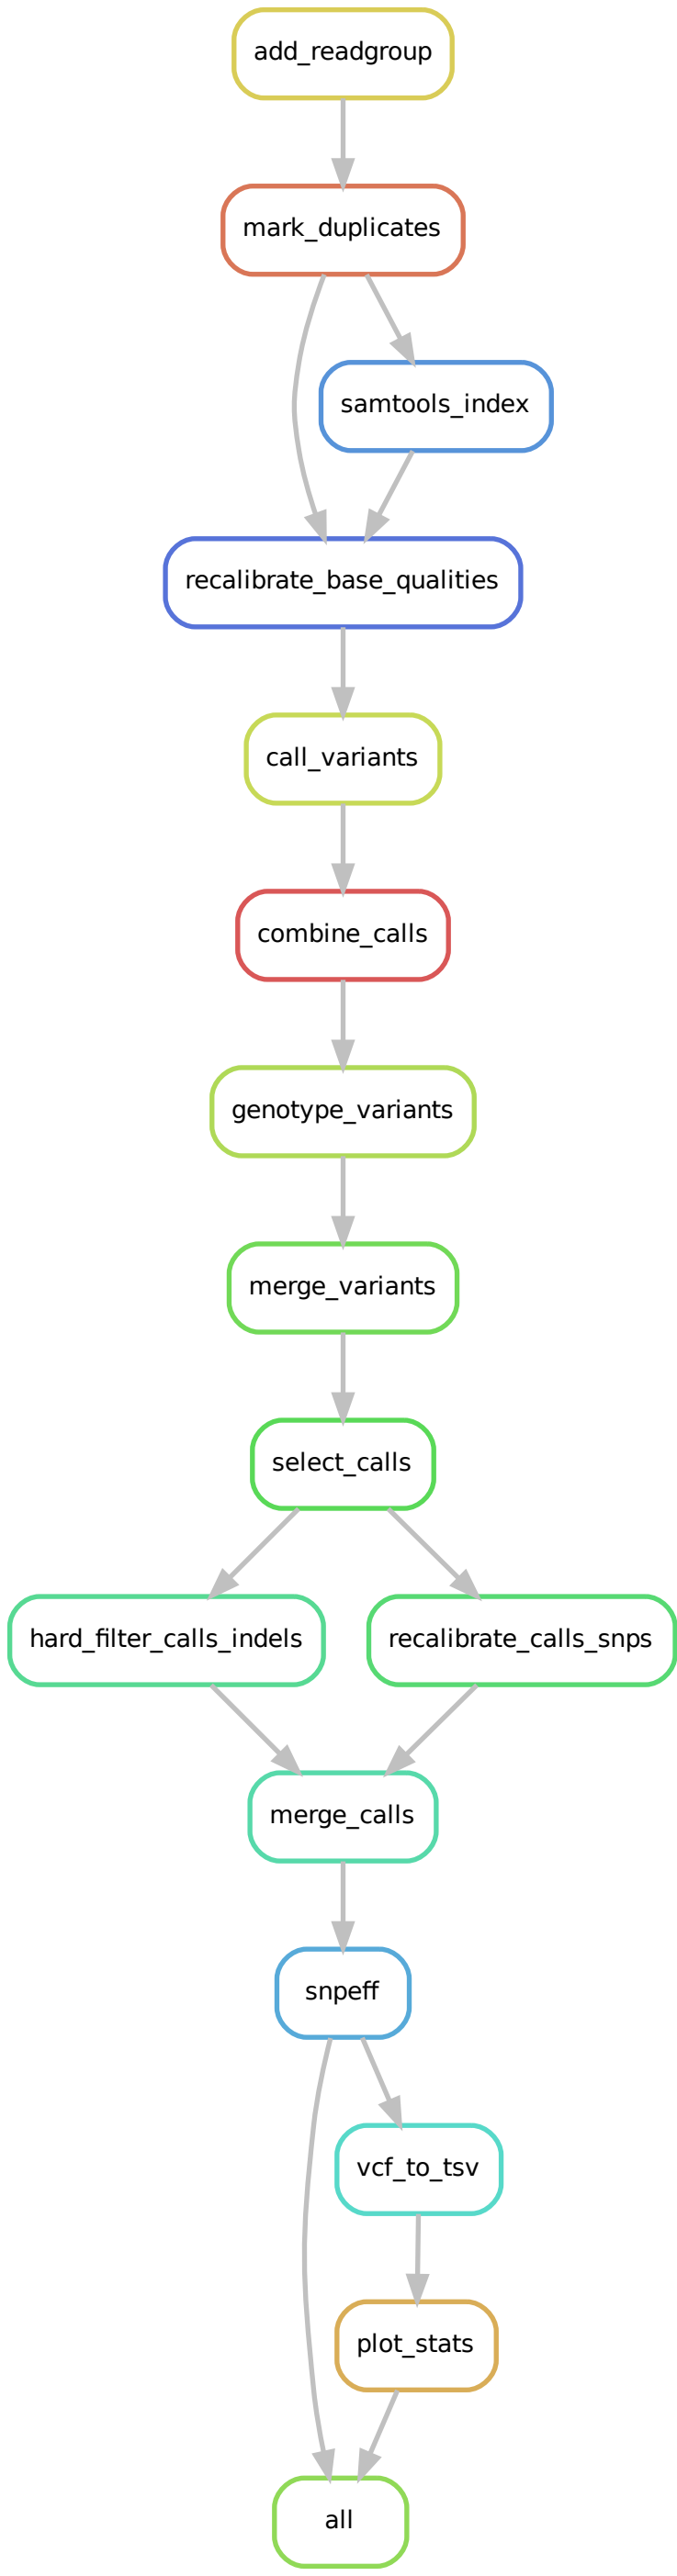 add_readgroup
mark_duplicates
samtools_index
recalibrate_base_qualities
call_variants
combine_calls
genotype_variants
merge_variants
select_calls
hard_filter_calls_indels
recalibrate_calls_snps
merge_calls
snpeff
vcf_to_tsv
plot_stats
all